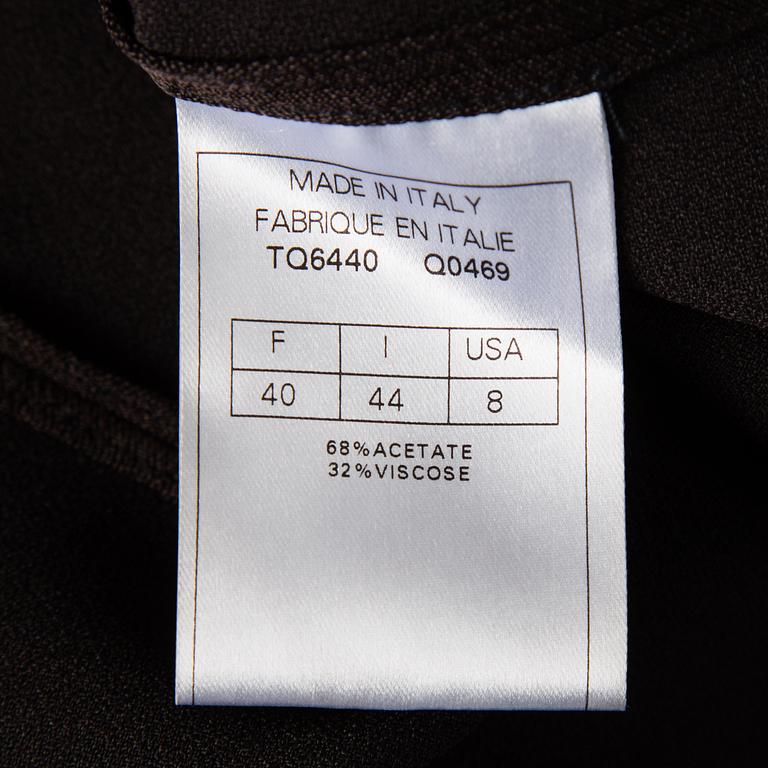 MADE IN ITALY
FABRIQUE EN ITALIE
TQ6440 Q0469
F I USA
40 44 8
68%ACETATE
32%VISCOSE